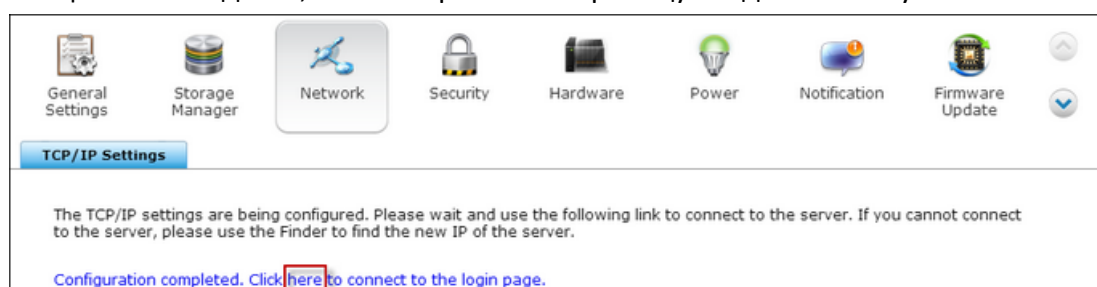 General Settings
Storage Manager
Network
Security
Hardware
Power
Notification
Firmware Update
TCP/IP Settings
The TCP/IP settings are being configured. Please wait and use the following link to connect to the server. If you cannot connect
to the server, please use the Finder to find the new IP of the server.
Configuration completed. Click here to connect to the login page.